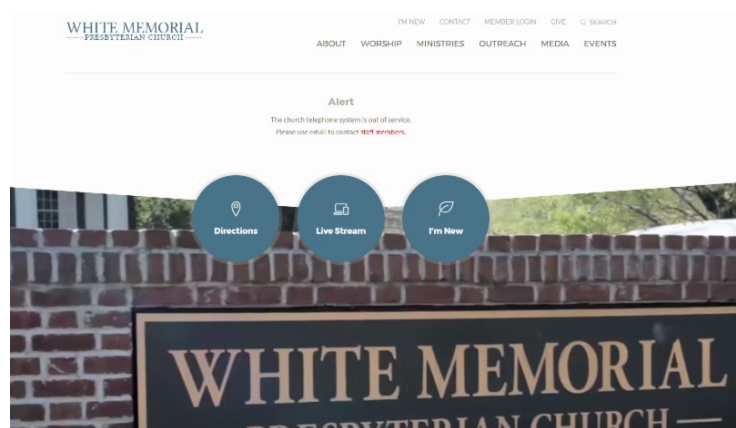 WHITE MEMORIAL
PRESBYTERIAN CHURCH
I'M NEW CONTACT MEMBER LOGIN GIVE SEARCH
ABOUT WORSHIP MINISTRIES OUTREACH MEDIA EVENTS
Alert
The church telephone system is out of service.
Please use email to contact staff members.
Directions Live Stream I'm New
WHITE MEMORIAL
PRESBYTERIAN CHURCH